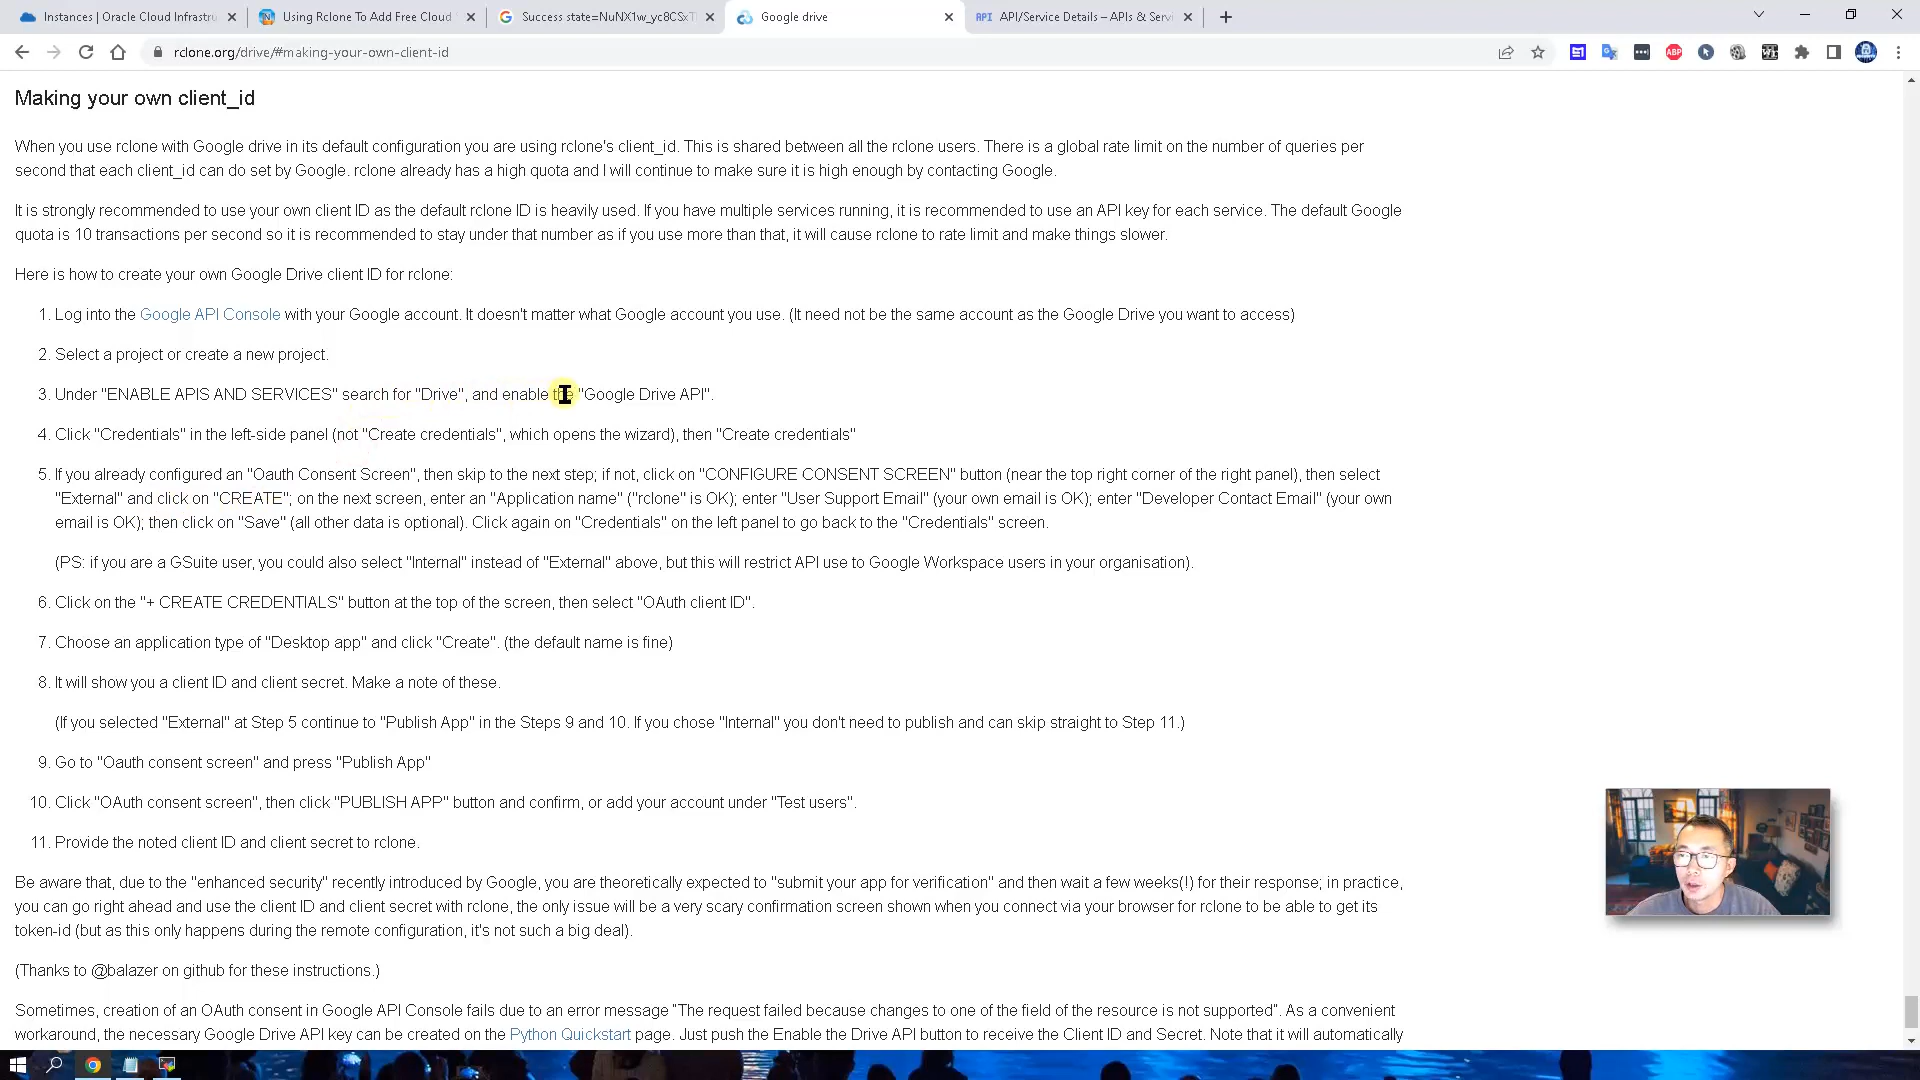 Instances | Oracle Cloud Infrastru
Using Rclone To Add Free Cloud
Success state=NuNX1w_yc8CSxT
Google drive
API
API/Service Details – APIs & Servi
rclone.org/drive/#making-your-own-client-id
ABP
Making your own client_id
When you use rclone with Google drive in its default configuration you are using rclone's client_id. This is shared between all the rclone users. There is a global rate limit on the number of queries per
second that each client_id can do set by Google. rclone already has a high quota and I will continue to make sure it is high enough by contacting Google.
It is strongly recommended to use your own client ID as the default rclone ID is heavily used. If you have multiple services running, it is recommended to use an API key for each service. The default Google
quota is 10 transactions per second so it is recommended to stay under that number as if you use more than that, it will cause rclone to rate limit and make things slower.
Here is how to create your own Google Drive client ID for rclone:
1. Log into the Google API Console with your Google account. It doesn't matter what Google account you use. (It need not be the same account as the Google Drive you want to access)
2. Select a project or create a new project.
3. Under "ENABLE APIS AND SERVICES" search for "Drive", and enable the "Google Drive API".
4. Click "Credentials" in the left-side panel (not "Create credentials", which opens the wizard), then "Create credentials"
5. If you already configured an "Oauth Consent Screen", then skip to the next step; if not, click on "CONFIGURE CONSENT SCREEN" button (near the top right corner of the right panel), then select
"External" and click on "CREATE"; on the next screen, enter an "Application name" ("rclone" is OK); enter "User Support Email" (your own email is OK); enter "Developer Contact Email" (your own
email is OK); then click on "Save" (all other data is optional). Click again on "Credentials" on the left panel to go back to the "Credentials" screen.
(PS: if you are a GSuite user, you could also select "Internal" instead of "External" above, but this will restrict API use to Google Workspace users in your organisation).
6. Click on the "+ CREATE CREDENTIALS" button at the top of the screen, then select "OAuth client ID".
7. Choose an application type of "Desktop app" and click "Create". (the default name is fine)
8. It will show you a client ID and client secret. Make a note of these.
(If you selected "External" at Step 5 continue to "Publish App" in the Steps 9 and 10. If you chose "Internal" you don't need to publish and can skip straight to Step 11.)
9. Go to "Oauth consent screen" and press "Publish App"
10. Click "OAuth consent screen", then click "PUBLISH APP" button and confirm, or add your account under "Test users".
11. Provide the noted client ID and client secret to rclone.
Be aware that, due to the "enhanced security" recently introduced by Google, you are theoretically expected to "submit your app for verification" and then wait a few weeks(!) for their response; in practice,
you can go right ahead and use the client ID and client secret with rclone, the only issue will be a very scary confirmation screen shown when you connect via your browser for rclone to be able to get its
token-id (but as this only happens during the remote configuration, it's not such a big deal).
(Thanks to @balazer on github for these instructions.)
Sometimes, creation of an OAuth consent in Google API Console fails due to an error message "The request failed because changes to one of the field of the resource is not supported". As a convenient
workaround, the necessary Google Drive API key can be created on the Python Quickstart page. Just push the Enable the Drive API button to receive the Client ID and Secret. Note that it will automatically